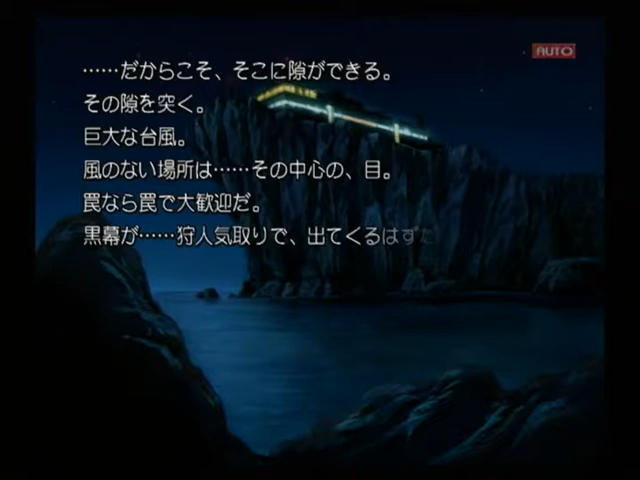 AUTO
……だからこそ、そこに隙ができる。
その隙を突く。
巨大な台風。
風のない場所は……その中心の、目。
罠なら罠で大歓迎だ。
黒幕が……狩人気取りで、出てくるはずだ